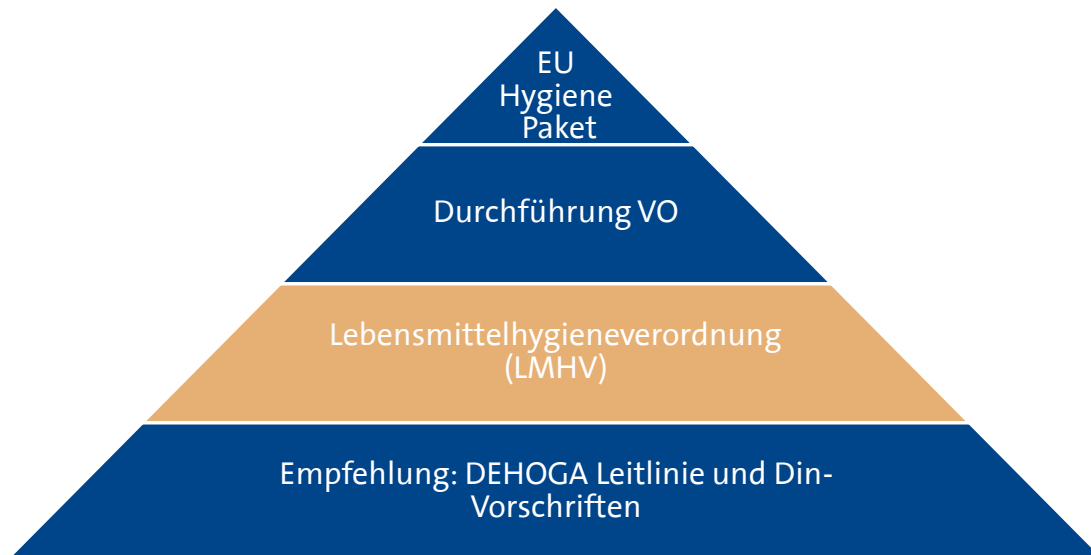 EU
Hygiene
Paket
Durchführung VO
Lebensmittelhygieneverordnung
(LMHV)
Empfehlung: DEHOGA Leitlinie und Din-
Vorschriften